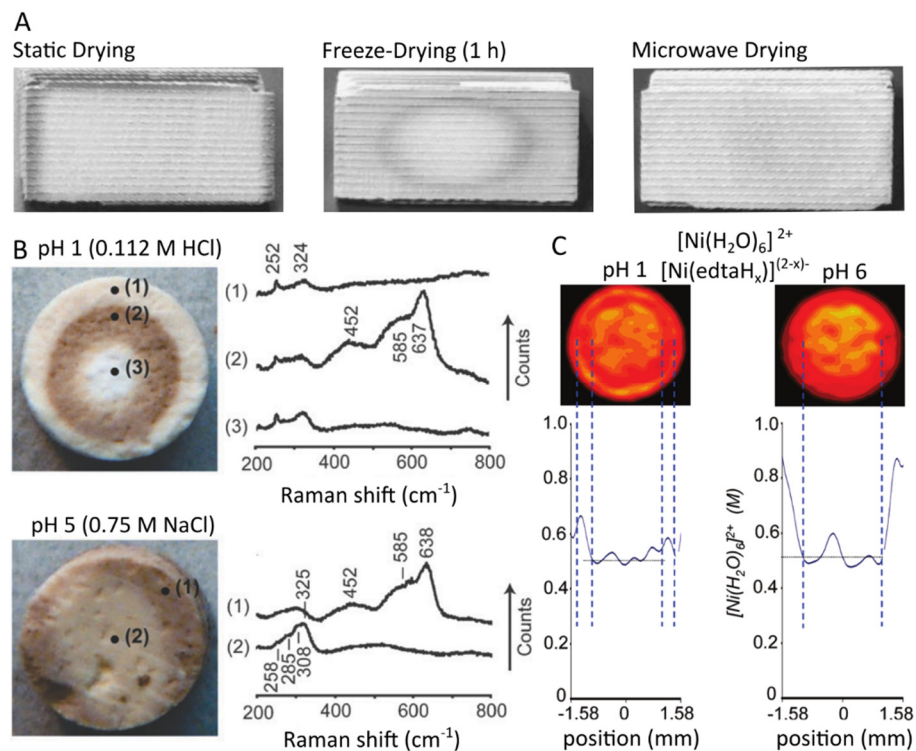 A
Static Drying
Freeze-Drying (1 h)
Microwave Drying
B
pH 1 (0.112 M HCl)
(1)
(2)
(3)
252
324
(1)
(2)
452
585
637
(3)
Counts
200 400 600 800
Raman shift (cm-1)
pH 5 (0.75 M NaCl)
(1)
(2)
(1)
325
452
585
638
(2)
258
285
308
Counts
200 400 600 800
Raman shift (cm-1)
C
[Ni(H2O)6] 2+
[Ni(edtaHx)](2-x)-
pH 1
pH 6
1.0
0.8
0.6
0.4
0.2
0
-1.58 0 1.58
position (mm)
[Ni(H2O)6]2+ (M)
1.0
0.8
0.6
0.4
0.2
0
-1.58 0 1.58
position (mm)